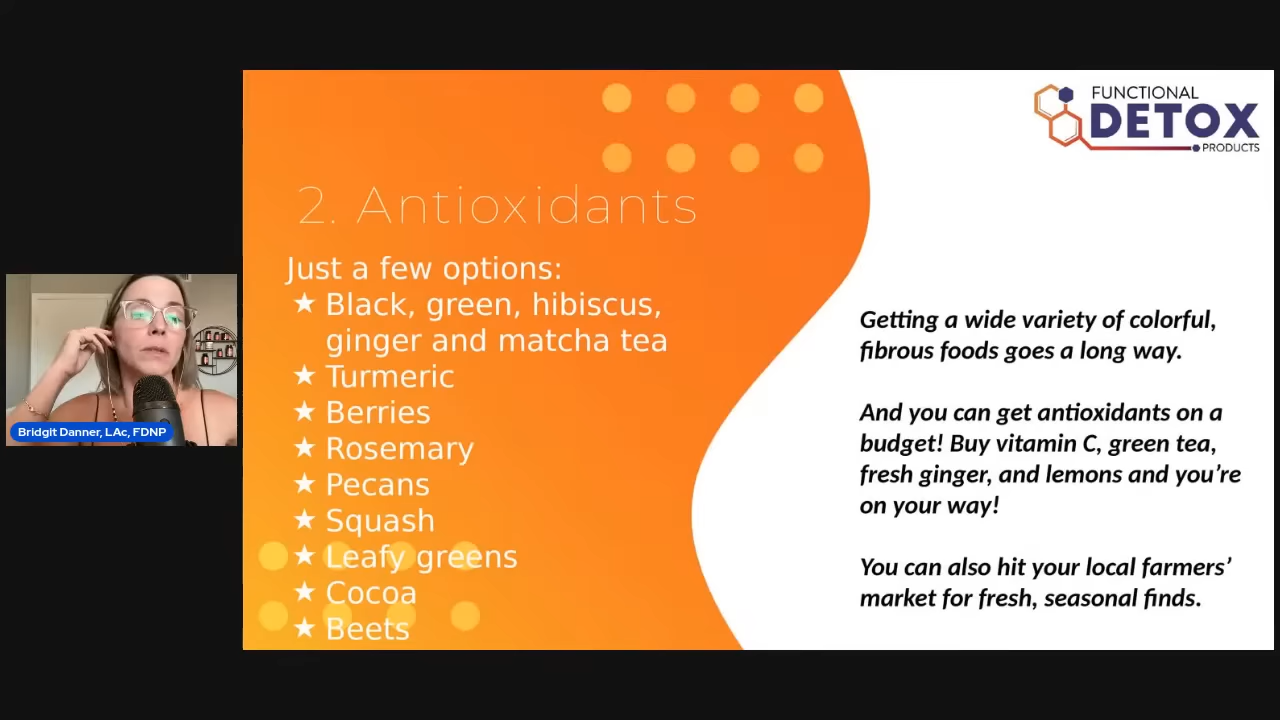 FUNCTIONAL
DETOX
PRODUCTS
2. Antioxidants
Just a few options:
★ Black, green, hibiscus,
ginger and matcha tea
★ Turmeric
★ Berries
★ Rosemary
★ Pecans
★ Squash
★ Leafy greens
★ Cocoa
★ Beets
Getting a wide variety of colorful,
fibrous foods goes a long way.
And you can get antioxidants on a
budget! Buy vitamin C, green tea,
fresh ginger, and lemons and you’re
on your way!
You can also hit your local farmers’
market for fresh, seasonal finds.
Bridgit Danner, LAc, FDNP